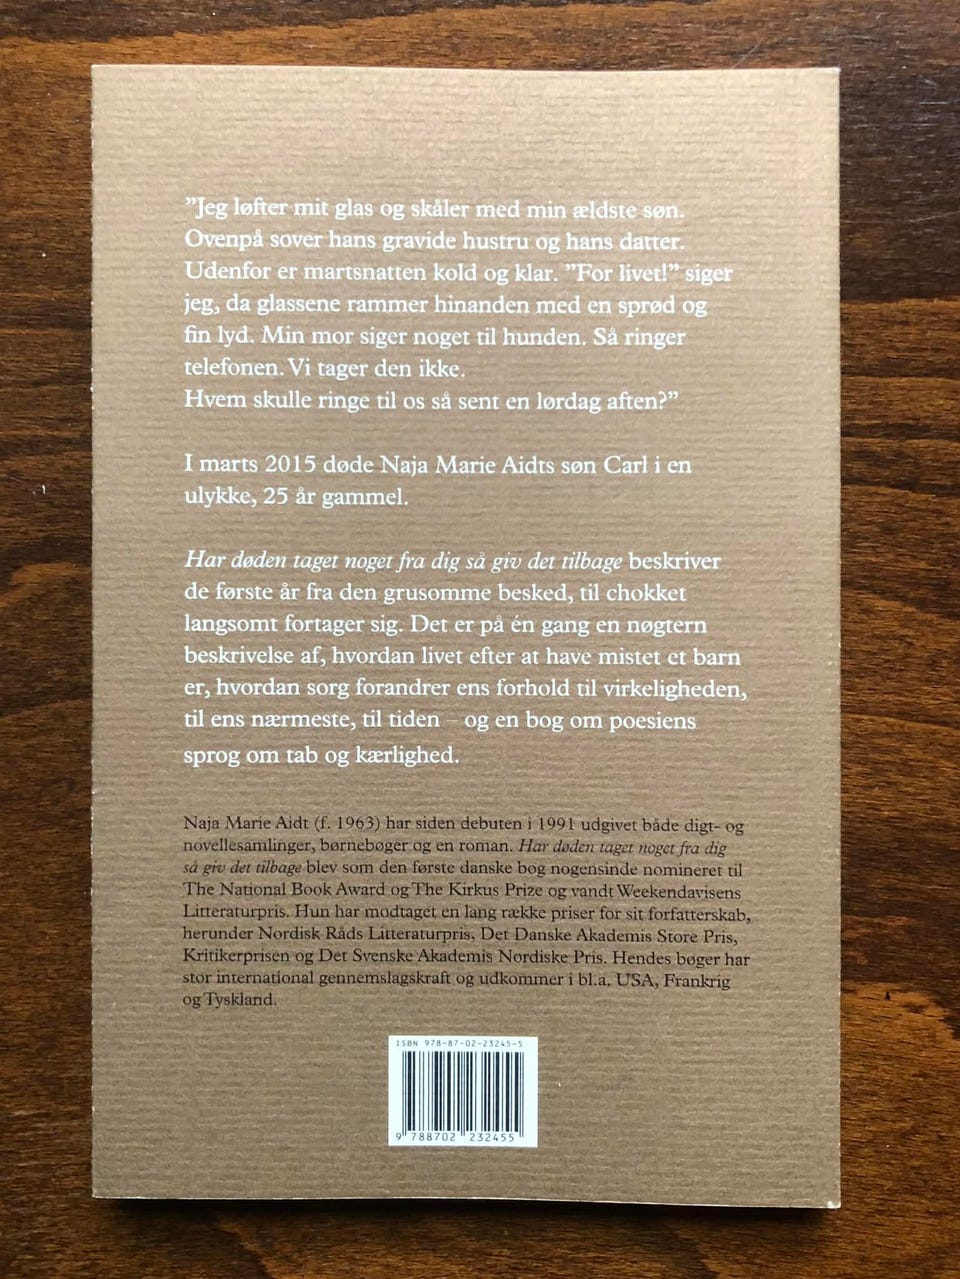 ”Jeg løfter mit glas og skåler med min ældste søn.
Ovenpå sover hans gravide hustru og hans datter.
Udenfor er martsnatten kold og klar. ”For livet!” siger
jeg, da glassene rammer hinanden med en sprød og
fin lyd. Min mor siger noget til hunden. Så ringer
telefonen. Vi tager den ikke.
Hvem skulle ringe til os så sent en lørdag aften?”
I marts 2015 døde Naja Marie Aidts søn Carl i en
ulykke, 25 år gammel.
Har døden taget noget fra dig så giv det tilbage beskriver
de første år fra den grusomme besked, til chokket
langsomt fortager sig. Det er på én gang en nøgtern
beskrivelse af, hvordan livet efter at have mistet et barn
er, hvordan sorg forandrer ens forhold til virkeligheden,
til ens nærmeste, til tiden – og en bog om poesiens
sprog om tab og kærlighed.
Naja Marie Aidt (f. 1963) har siden debuten i 1991 udgivet både digt- og
novellesamlinger, børnebøger og en roman. Har døden taget noget fra dig
så giv det tilbage blev som den første danske bog nogensinde nomineret til
The National Book Award og The Kirkus Prize og vandt Weekendavisens
Litteraturpris. Hun har modtaget en lang række priser for sit forfatterskab,
herunder Nordisk Råds Litteraturpris, Det Danske Akademis Store Pris,
Kritikerprisen og Det Svenske Akademis Nordiske Pris. Hendes bøger har
stor international gennemslagskraft og udkommer i bl.a. USA, Frankrig
og Tyskland.
ISBN 978-87-02-23245-5
9 788702 232455